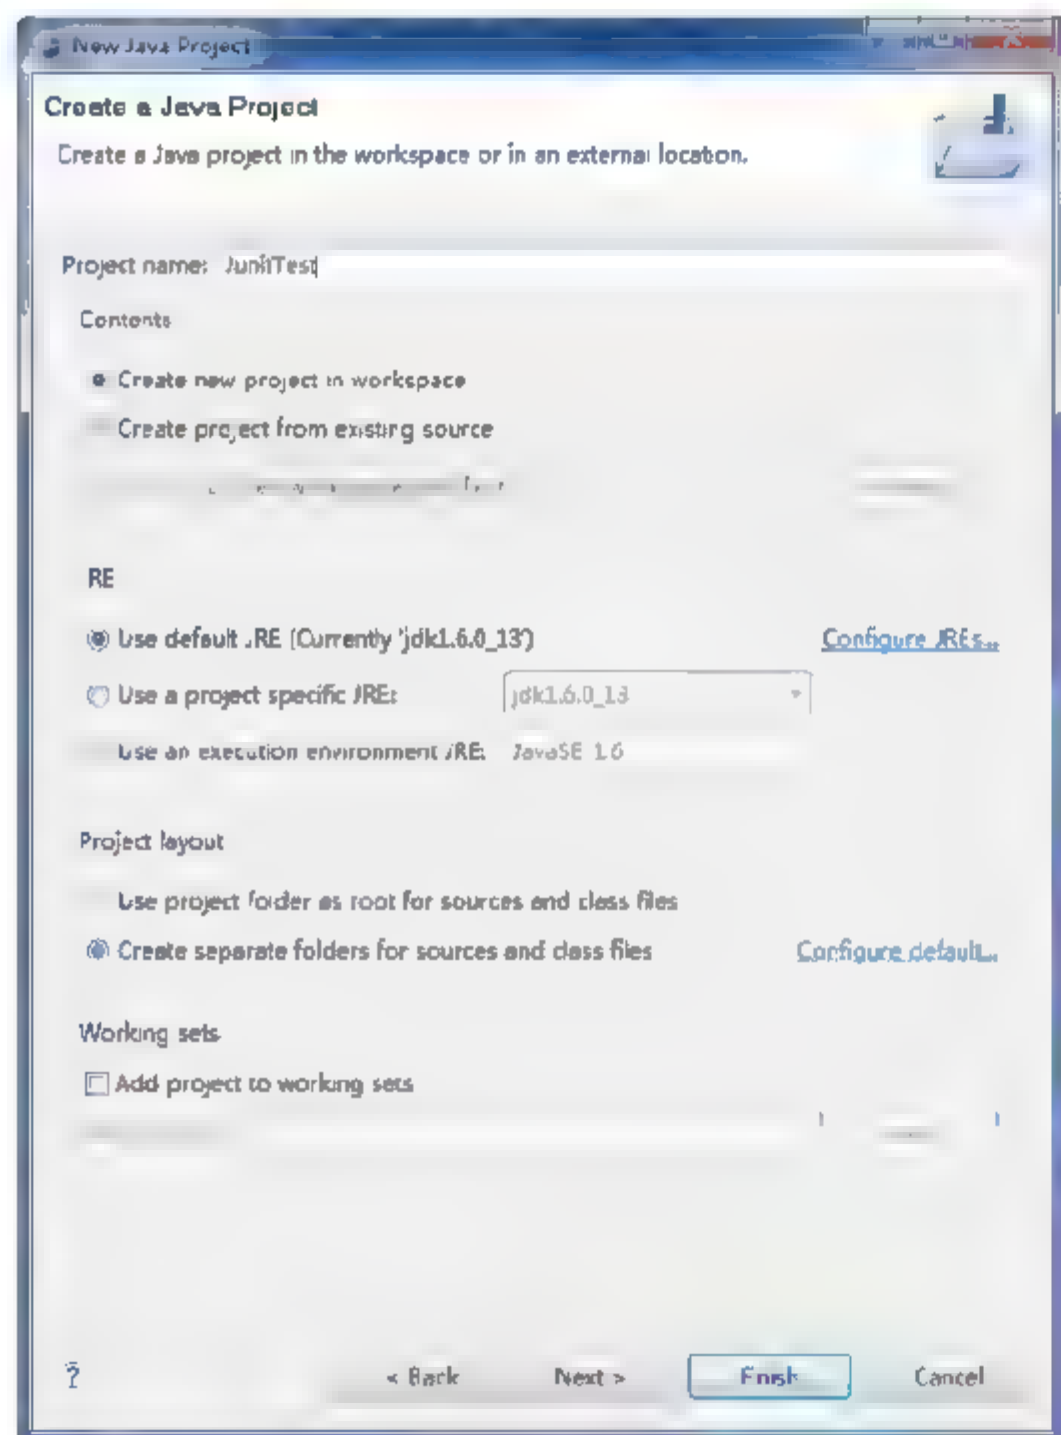 New Java Project
Create a Java Project
Create a Java project in the workspace or in an external location.
Project name: JunitTest
Contents
Create new project in workspace
Create project from existing source
JRE
Use default JRE (Currently 'jdk1.6.0_13')
Configure JREs...
Use a project specific JRE:
jdk1.6.0_13
Use an execution environment JRE: JavaSE-1.6
Project layout
Use project folder as root for sources and class files
Create separate folders for sources and class files
Configure default...
Working sets
Add project to working sets
?
< Back
Next >
Finish
Cancel